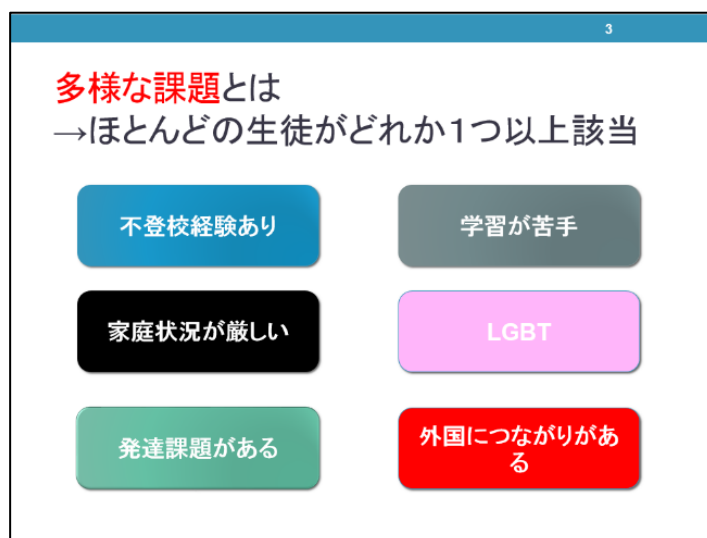 3
多様な課題とは
→ほとんどの生徒がどれか１つ以上該当
不登校経験あり
学習が苦手
家庭状況が厳しい
LGBT
発達課題がある
外国につながりがあ
る